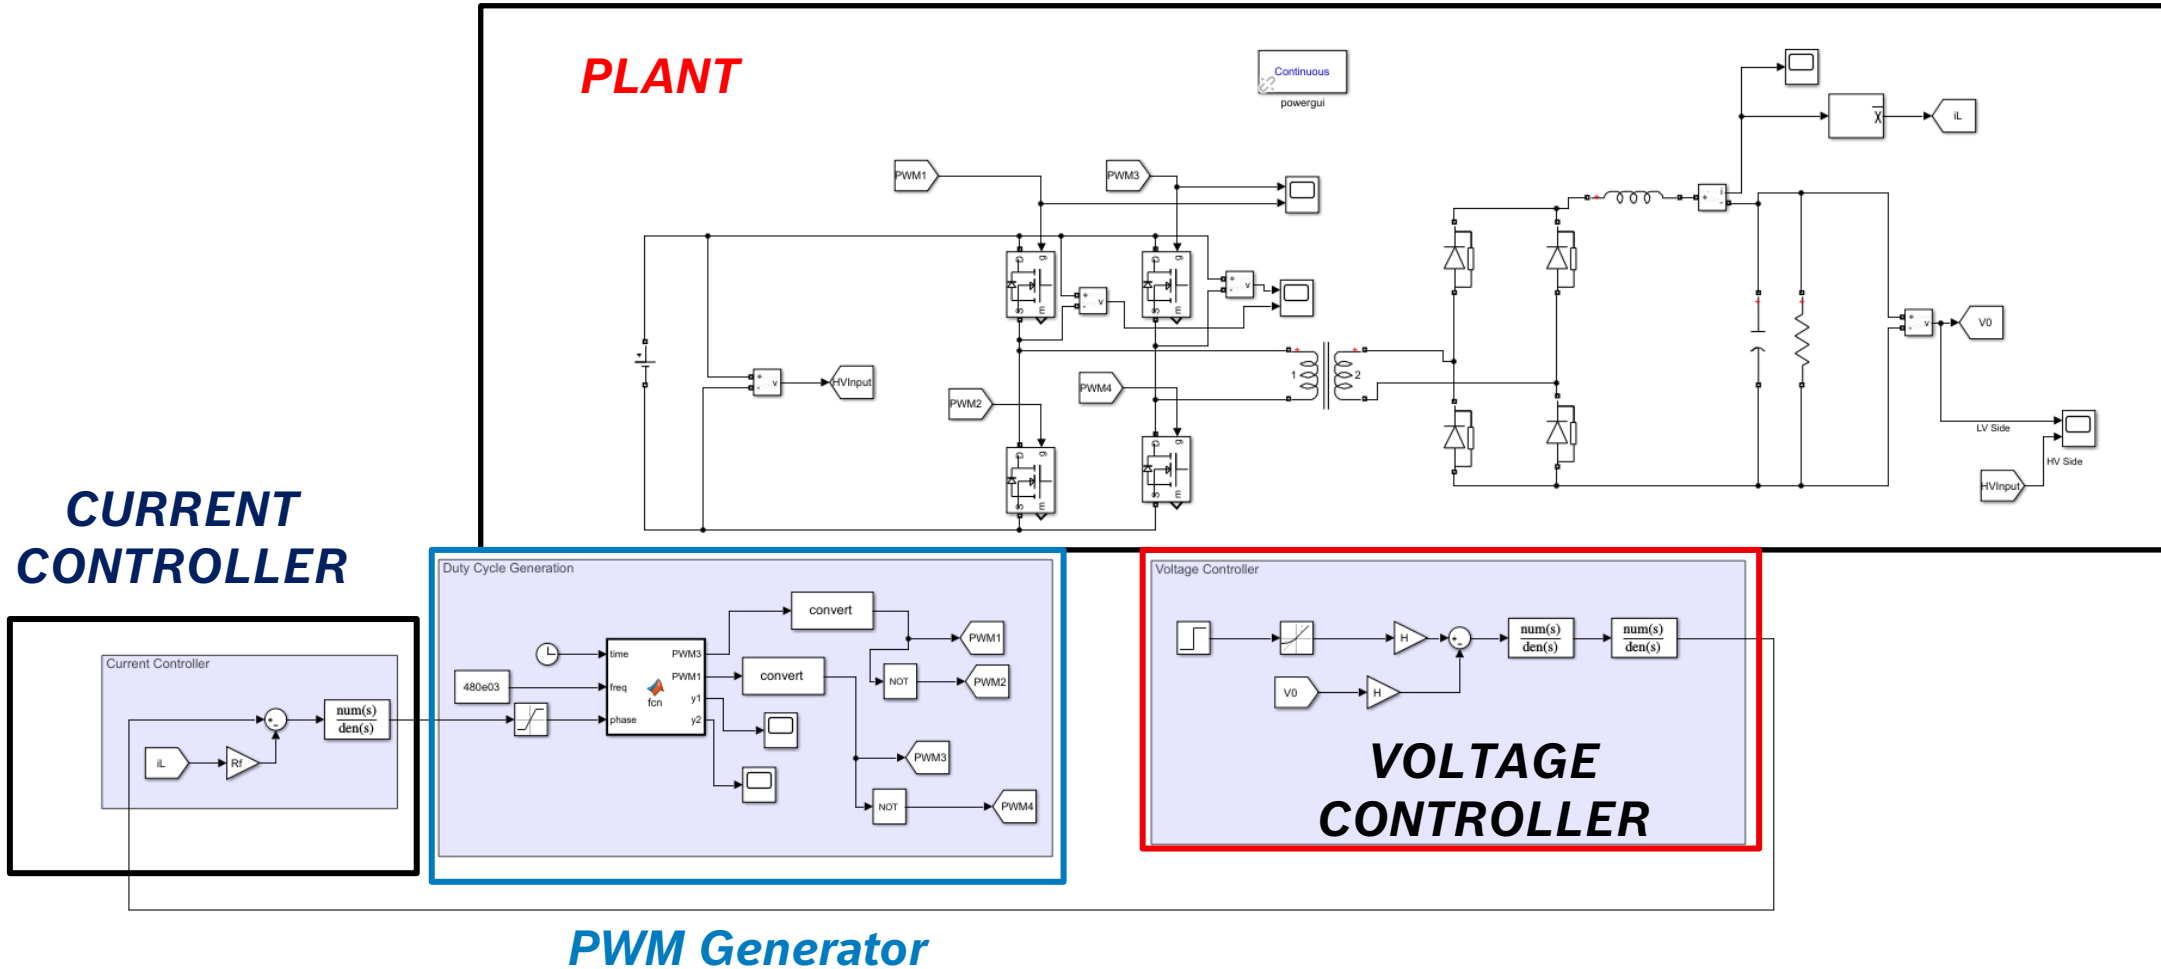 PLANT
Continuous
powergui
iL
PWM1
PWM3
HVInput
PWM2
PWM4
1
2
V0
LV Side
HV Side
HVInput
CURRENT
CONTROLLER
Current Controller
iL
Rf
num(s)
den(s)
Duty Cycle Generation
480e03
time
freq
phase
fcn
PWM3
PWM1
y1
y2
convert
convert
PWM1
NOT
PWM2
PWM3
NOT
PWM4
Voltage Controller
H
num(s)
den(s)
num(s)
den(s)
V0
H
VOLTAGE
CONTROLLER
PWM Generator